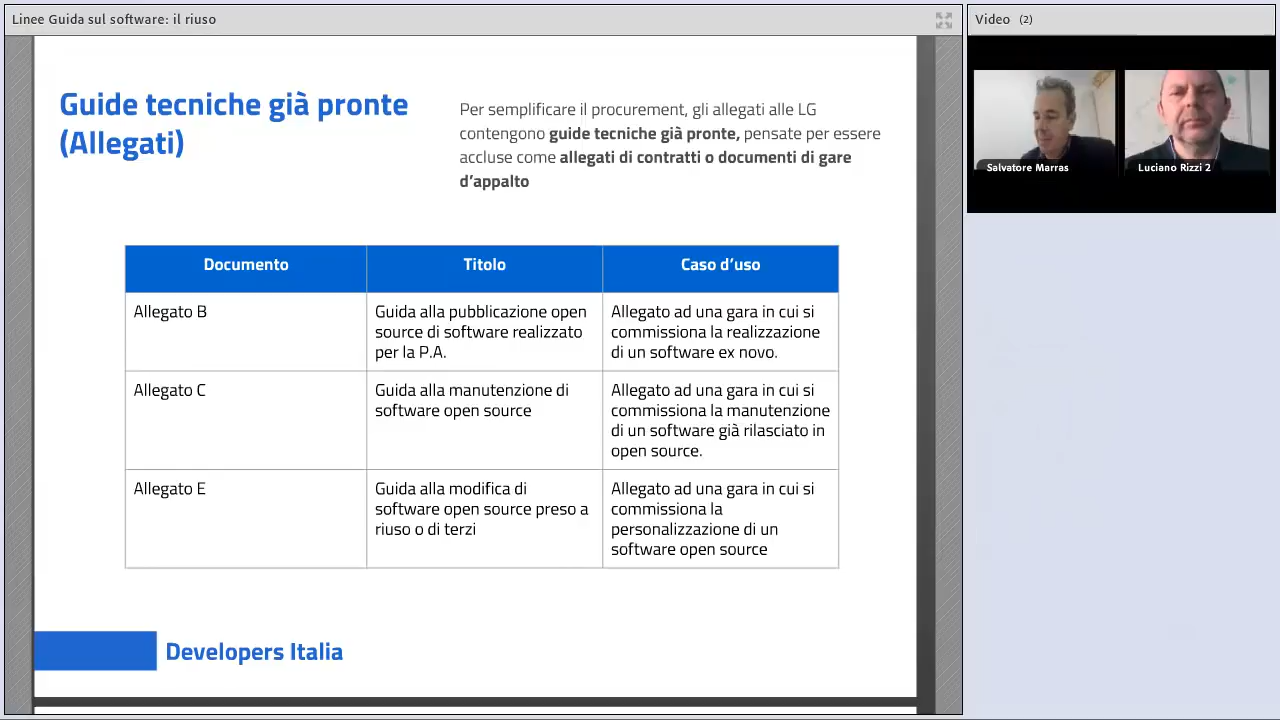 Linee Guida sul software: il riuso
Video (2)
Guide tecniche già pronte
(Allegati)
Per semplificare il procurement, gli allegati alle LG
contengono guide tecniche già pronte, pensate per essere
accluse come allegati di contratti o documenti di gare
d'appalto
Salvatore Marras
Luciano Rizzi 2
Documento
Titolo
Caso d'uso
Allegato B
Guida alla pubblicazione open
source di software realizzato
per la P.A.
Allegato ad una gara in cui si
commissiona la realizzazione
di un software ex novo.
Allegato C
Guida alla manutenzione di
software open source
Allegato ad una gara in cui si
commissiona la manutenzione
di un software già rilasciato in
open source.
Allegato E
Guida alla modifica di
software open source preso a
riuso o di terzi
Allegato ad una gara in cui si
commissiona la
personalizzazione di un
software open source
Developers Italia